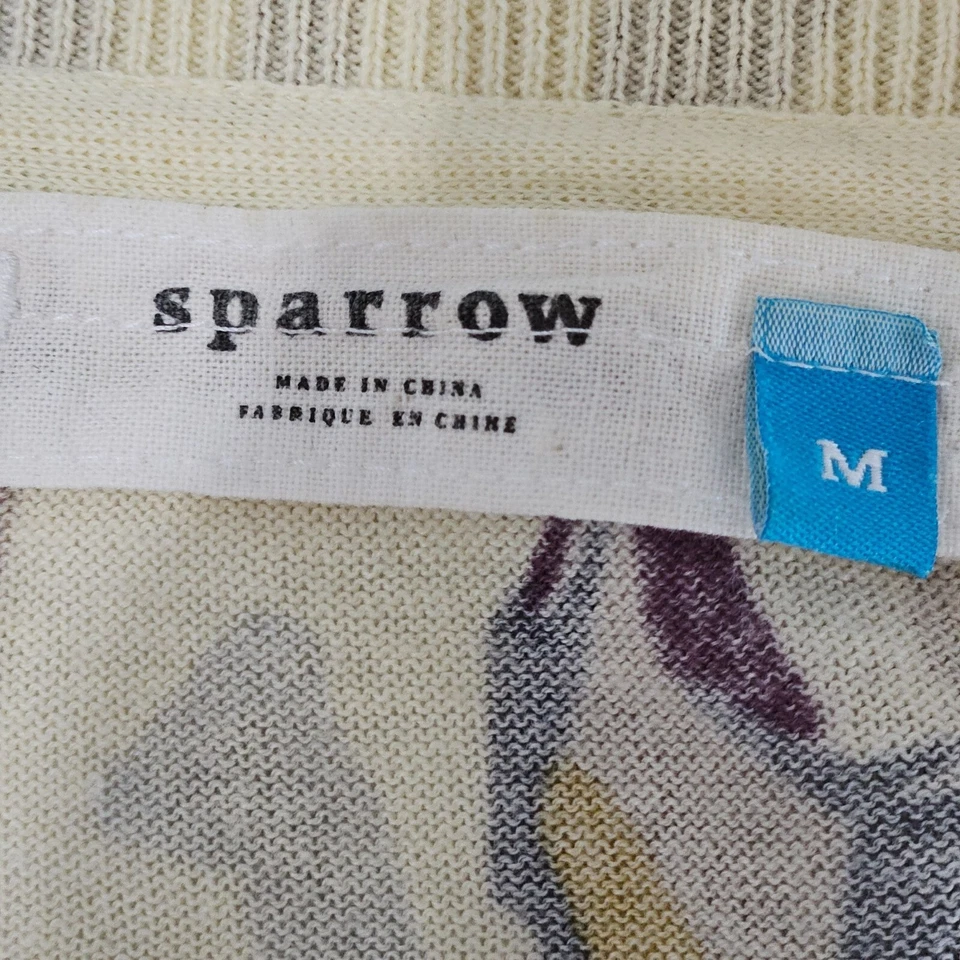 sparrow
MADE IN CHINA
FABRIQUE EN CHINE
M